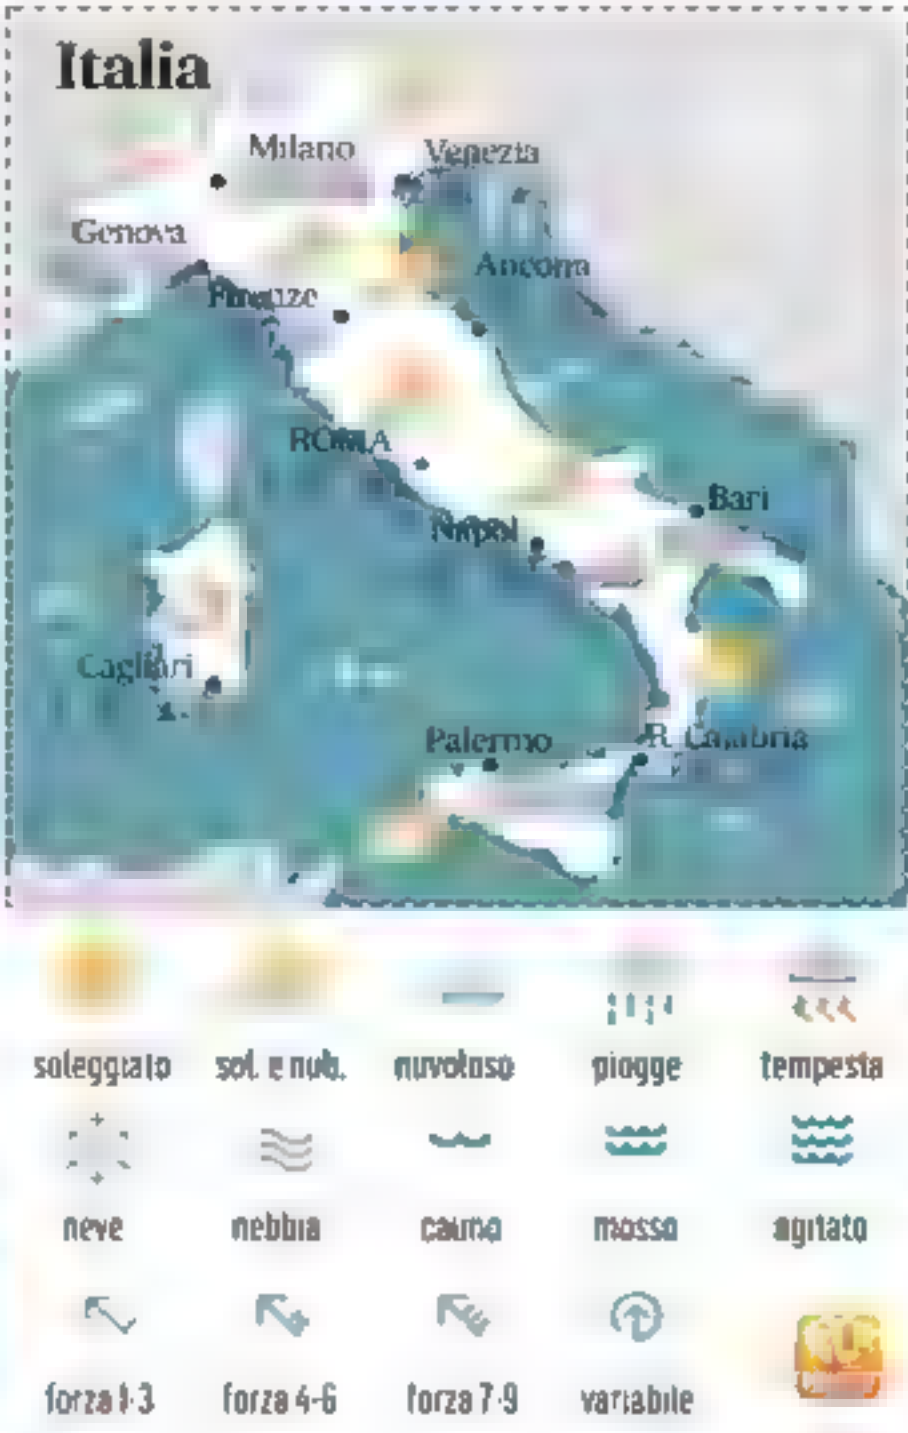 Italia
Milano
Venezia
Genova
Ancona
Firenze
ROMA
Bari
Napoli
Cagliari
Palermo
R. Calabria
soleggiato sol. e nub. nuvoloso piogge tempesta
neve nebbia calmo mosso agitato
forza 1-3 forza 4-6 forza 7-9 variabile